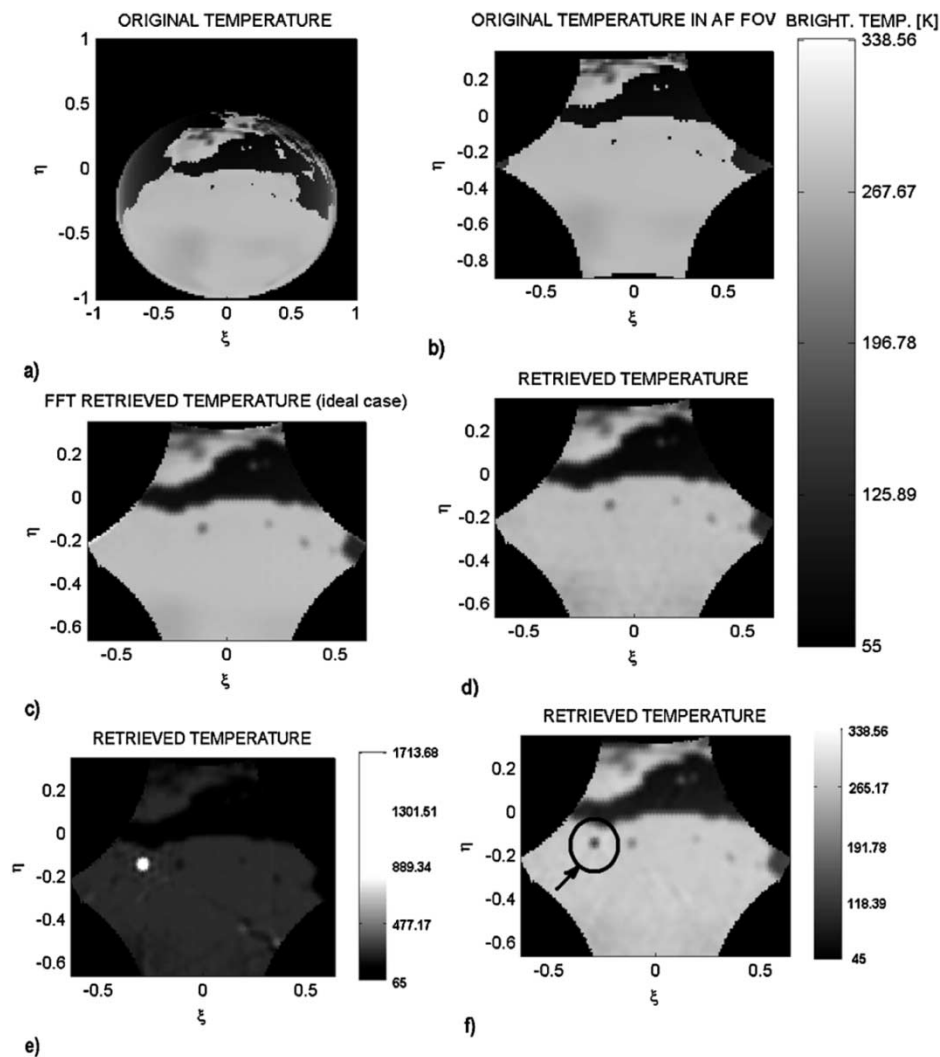 ORIGINAL TEMPERATURE
1
0.5
0
-0.5
-1
η
-1
-0.5
0
0.5
1
ξ
a)
ORIGINAL TEMPERATURE IN AF FOV
0.2
0
-0.2
-0.4
-0.6
-0.8
η
-0.5
0
0.5
ξ
b)
BRIGHT. TEMP. [K]
338.56
267.67
196.78
125.89
55
FFT RETRIEVED TEMPERATURE (ideal case)
0.2
0
-0.2
-0.4
-0.6
η
-0.5
0
0.5
ξ
c)
RETRIEVED TEMPERATURE
0.2
0
-0.2
-0.4
-0.6
η
-0.5
0
0.5
ξ
d)
RETRIEVED TEMPERATURE
0.2
0
-0.2
-0.4
-0.6
η
-0.5
0
0.5
ξ
1713.68
1301.51
889.34
477.17
65
e)
RETRIEVED TEMPERATURE
0.2
0
-0.2
-0.4
-0.6
η
-0.5
0
0.5
ξ
338.56
265.17
191.78
118.39
45
f)